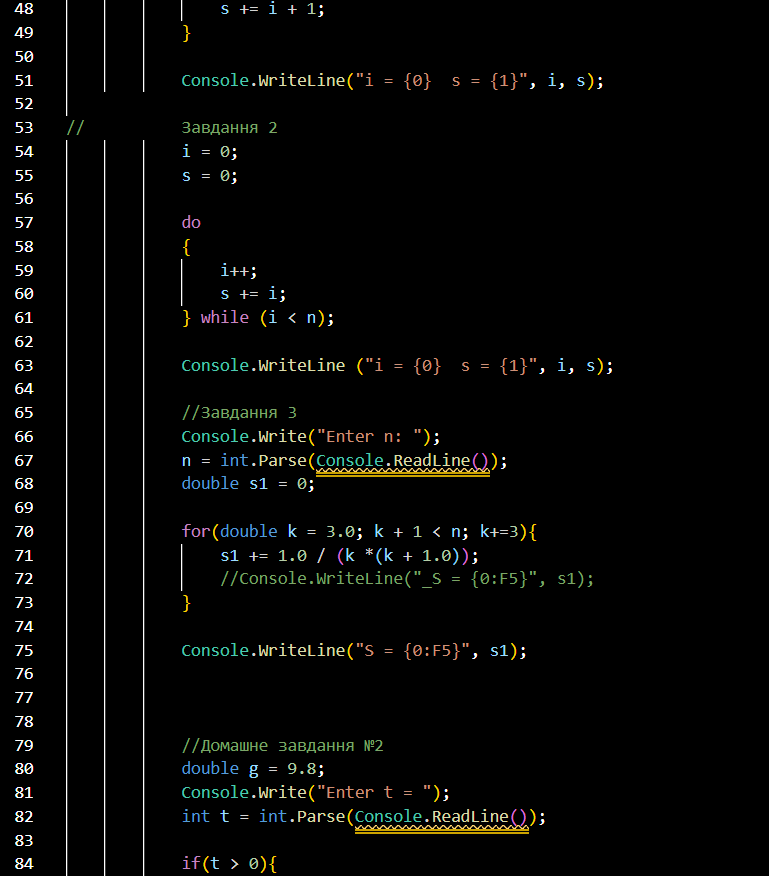 48 s += i + 1;
49 }
50
51 Console.WriteLine("i = {0}  s = {1}", i, s);
52
53 // Завдання 2
54 i = 0;
55 s = 0;
56
57 do
58 {
59 i++;
60 s += i;
61 } while (i < n);
62
63 Console.WriteLine ("i = {0}  s = {1}", i, s);
64
65 //Завдання 3
66 Console.Write("Enter n: ");
67 n = int.Parse(Console.ReadLine());
68 double s1 = 0;
69
70 for(double k = 3.0; k + 1 < n; k+=3){
71 s1 += 1.0 / (k *(k + 1.0));
72 //Console.WriteLine("_S = {0:F5}", s1);
73 }
74
75 Console.WriteLine("S = {0:F5}", s1);
76
77
78
79 //Домашне завдання №2
80 double g = 9.8;
81 Console.Write("Enter t = ");
82 int t = int.Parse(Console.ReadLine());
83
84 if(t > 0){